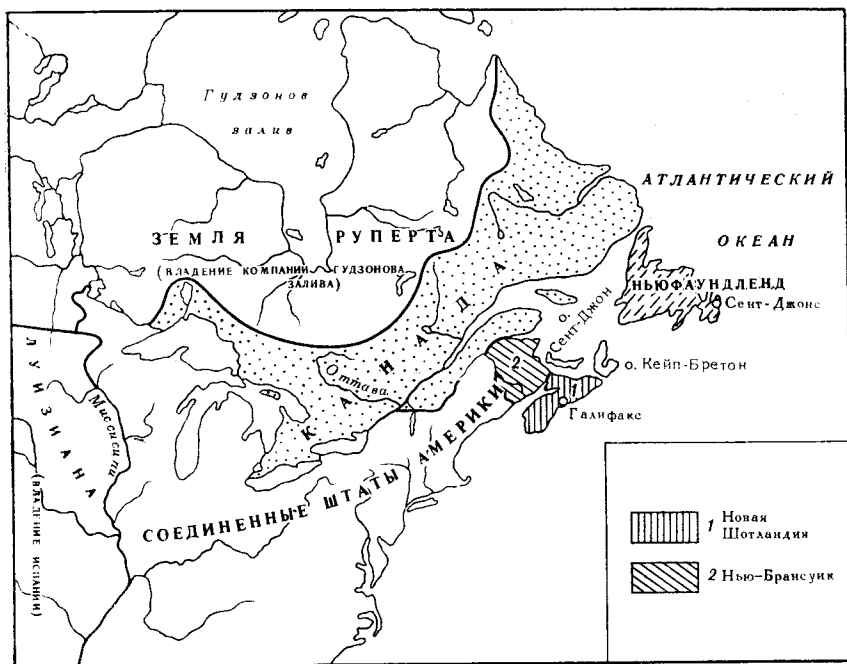 Гудзонов
залив
АТЛАНТИЧЕСКИЙ
ОКЕАН
ЗЕМЛЯ РУПЕРТА
(ВЛАДЕНИЕ КОМПАНИИ ГУДЗОНОВА
ЗАЛИВА)
НЬЮФАУНДЛЕНД
Сент-Джонс
о. Сент-Джон
о. Кейп-Бретон
КАНАДА
Оттава
2
1
Галифакс
ЛУИЗИАНА
(ВЛАДЕНИЕ ИСПАНИИ)
Миссисипи
СОЕДИНЕННЫЕ ШТАТЫ АМЕРИКИ
1 Новая
Шотландия
2 Нью-Брансуик